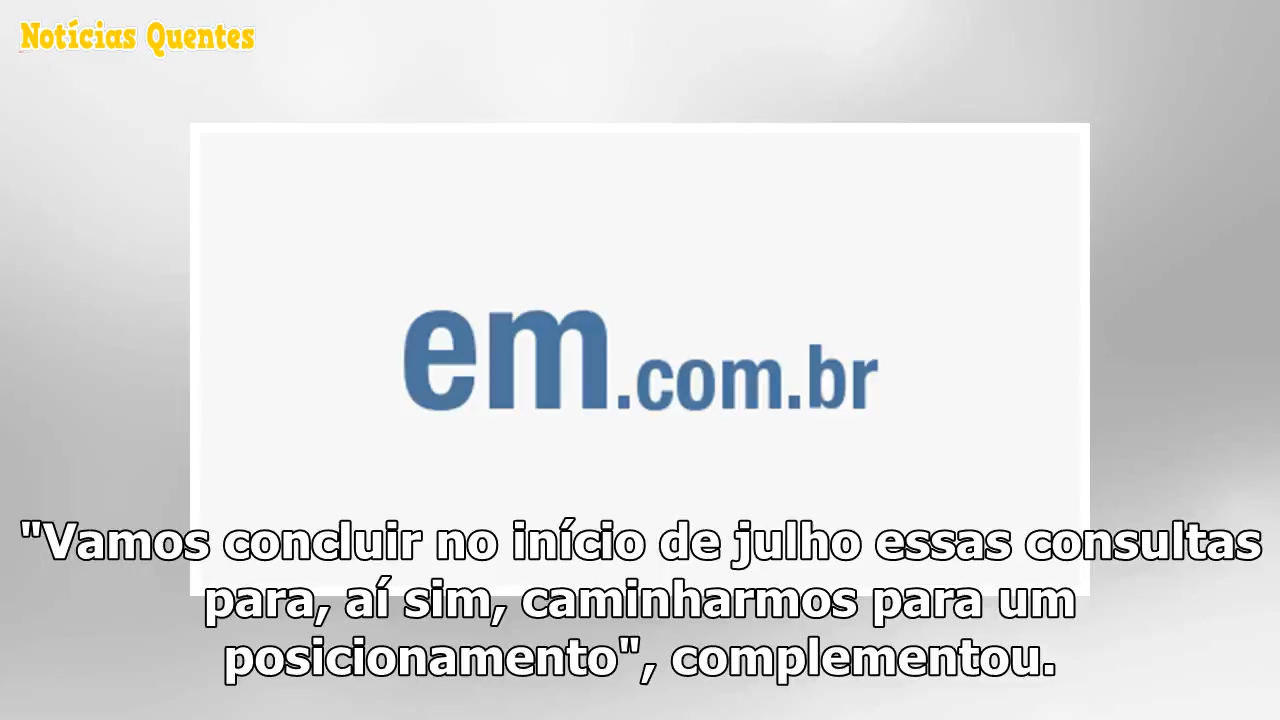 Notícias Quentes
em.com.br
"Vamos concluir no início de julho essas consultas
para, aí sim, caminharmos para um
posicionamento", complementou.